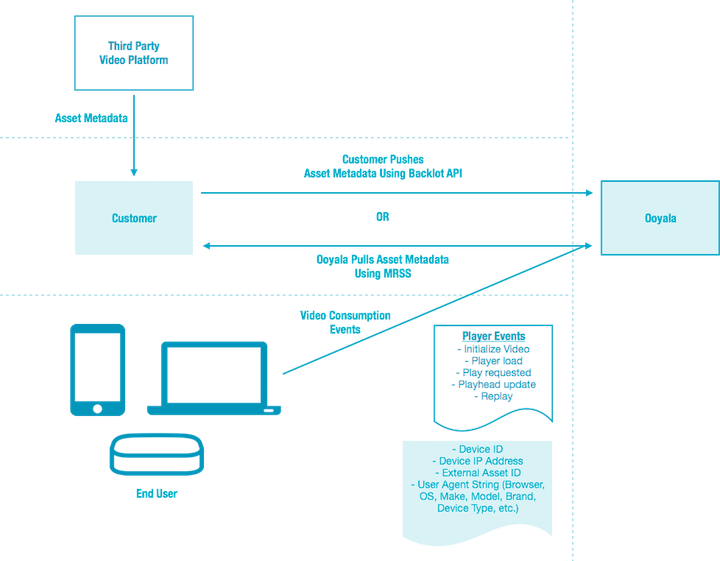 Third Party
Video Platform
Asset Metadata
Customer Pushes
Asset Metadata Using Backlot API
Customer
OR
Ooyala
Ooyala Pulls Asset Metadata
Using MRSS
Video Consumption
Events
Player Events
- Initialize Video
- Player load
- Play requested
- Playhead update
- Replay
- Device ID
- Device IP Address
- External Asset ID
- User Agent String (Browser,
OS, Make, Model, Brand,
Device Type, etc.)
End User